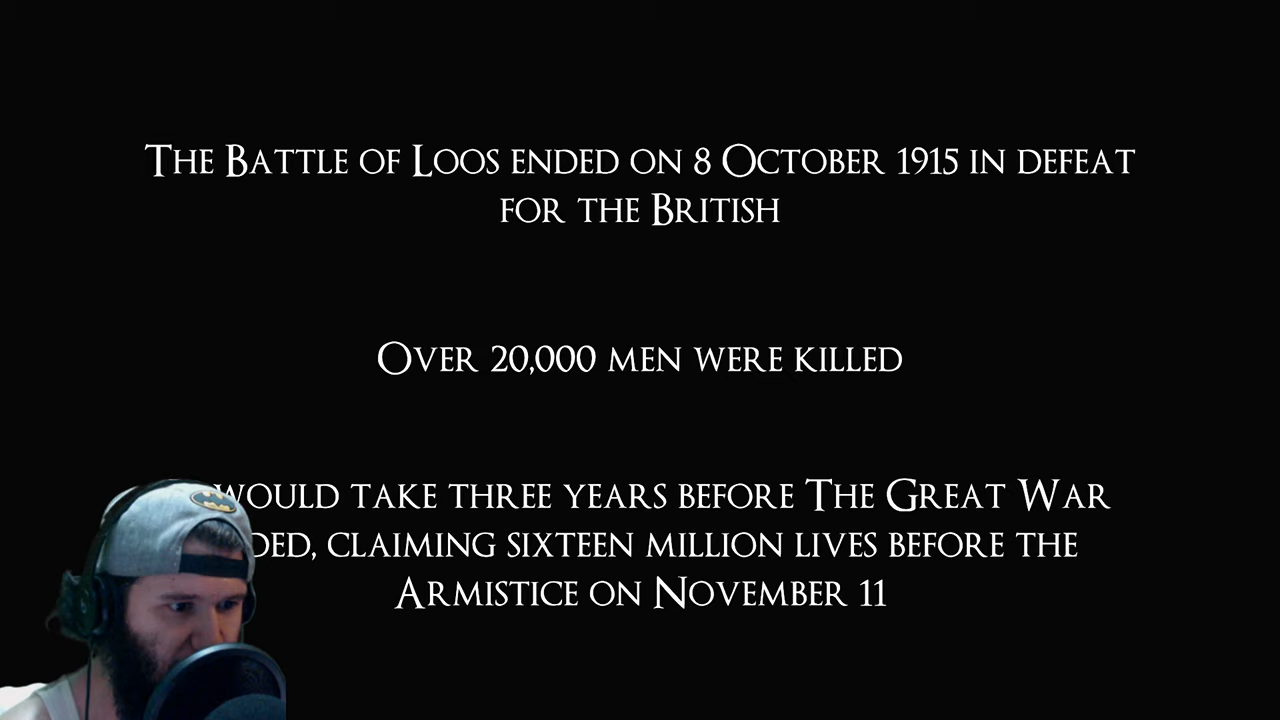 The Battle of Loos ended on 8 October 1915 in defeat
for the British
Over 20,000 men were killed
would take three years before The Great War
claiming sixteen million lives before the
Armistice on November 11